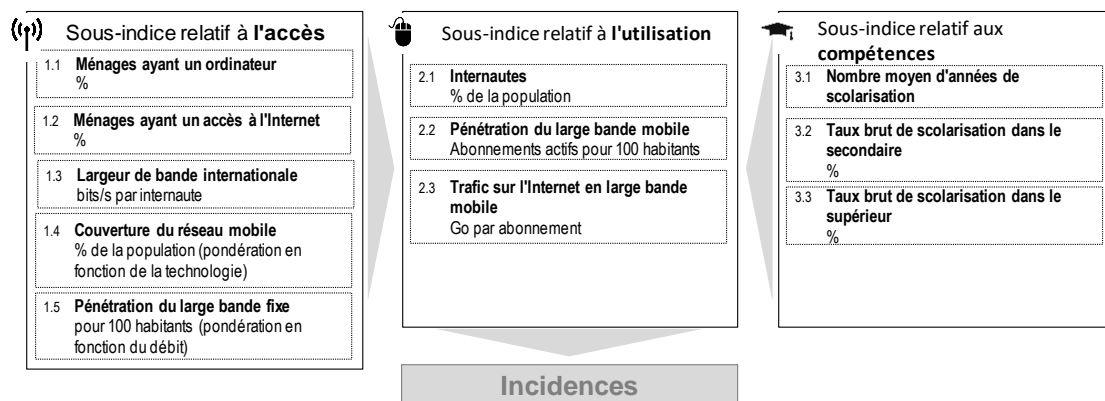 Sous-indice relatif à l'accès
1.1 Ménages ayant un ordinateur
%
1.2 Ménages ayant un accès à l'Internet
%
1.3 Largeur de bande internationale
bits/s par internaute
1.4 Couverture du réseau mobile
% de la population (pondération en
fonction de la technologie)
1.5 Pénétration du large bande fixe
pour 100 habitants (pondération en
fonction du débit)
Sous-indice relatif à l'utilisation
2.1 Internautes
% de la population
2.2 Pénétration du large bande mobile
Abonnements actifs pour 100 habitants
2.3 Trafic sur l'Internet en large bande
mobile
Go par abonnement
Sous-indice relatif aux
compétences
3.1 Nombre moyen d'années de
scolarisation
3.2 Taux brut de scolarisation dans le
secondaire
%
3.3 Taux brut de scolarisation dans le
supérieur
%
Incidences